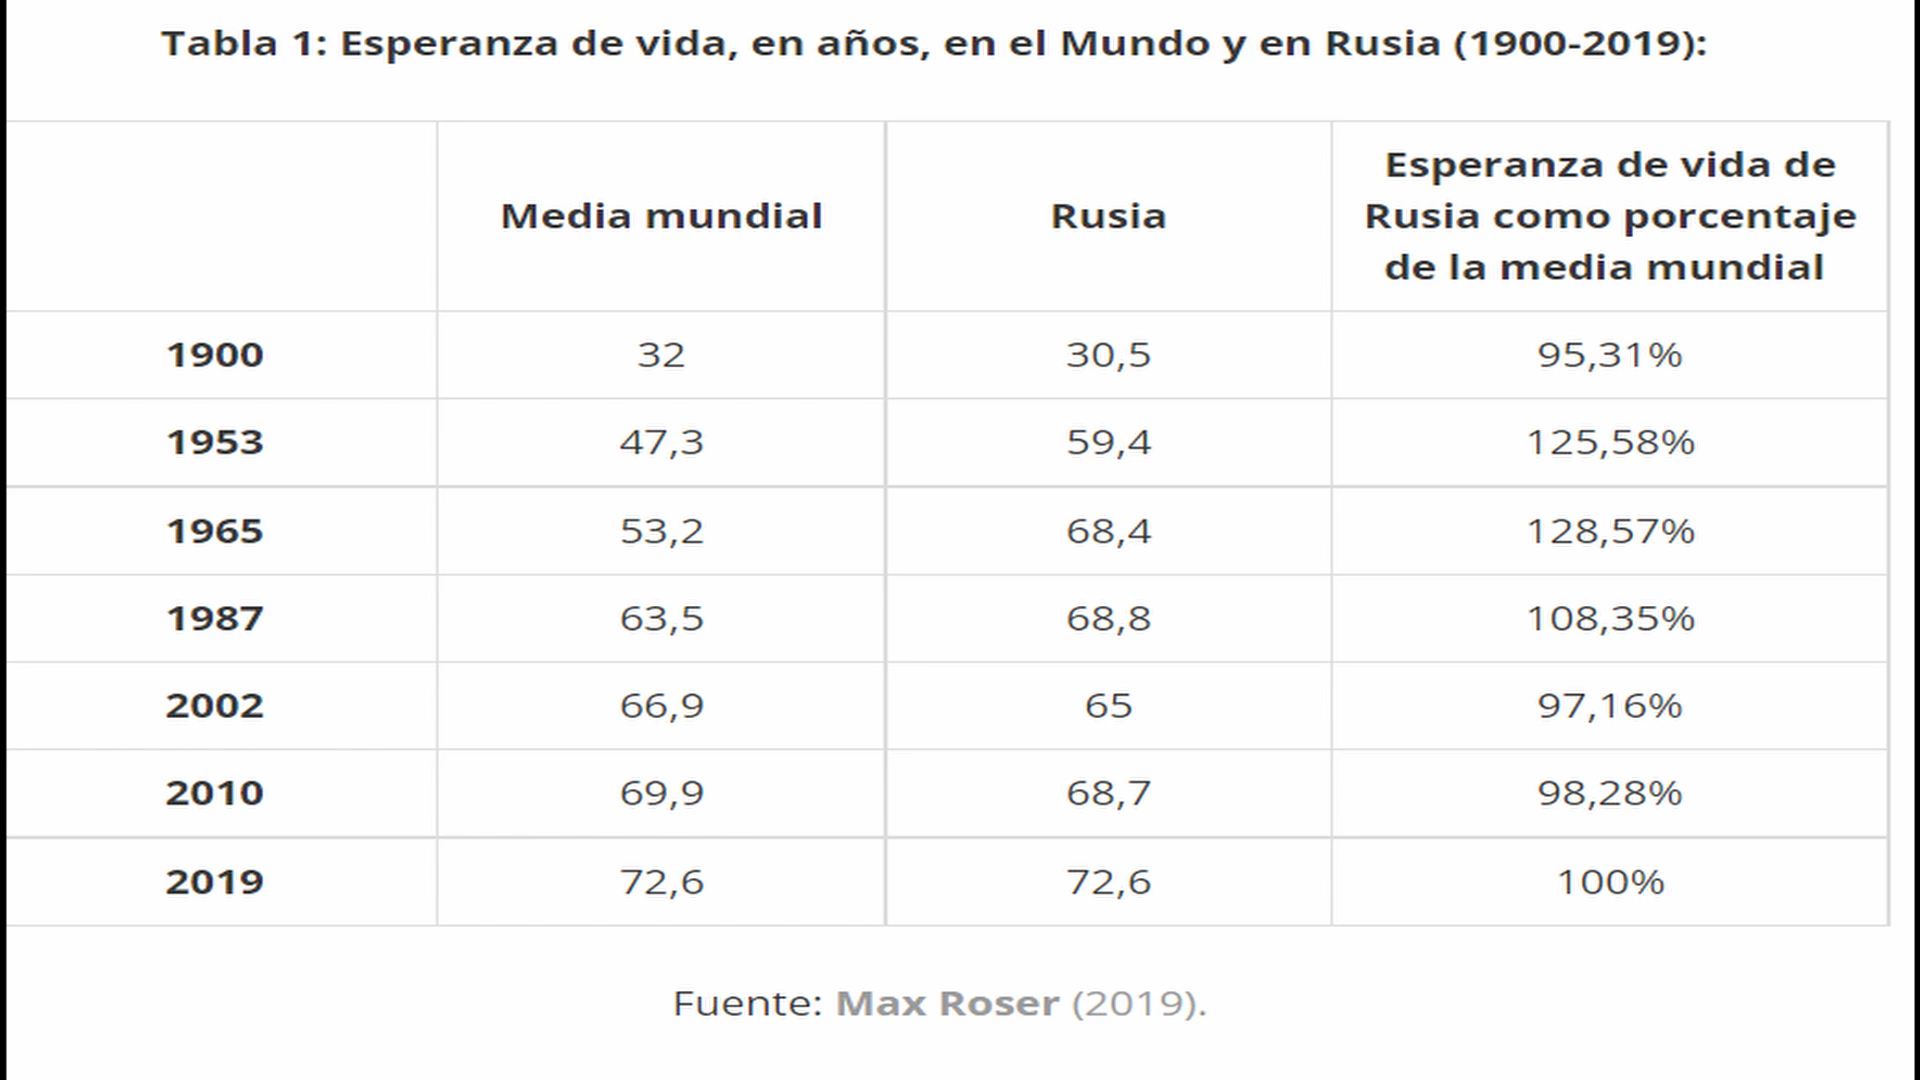 Tabla 1: Esperanza de vida, en años, en el Mundo y en Rusia (1900-2019):
Media mundial Rusia Esperanza de vida de
Rusia como porcentaje
de la media mundial
1900 32 30,5 95,31%
1953 47,3 59,4 125,58%
1965 53,2 68,4 128,57%
1987 63,5 68,8 108,35%
2002 66,9 65 97,16%
2010 69,9 68,7 98,28%
2019 72,6 72,6 100%
Fuente: Max Roser (2019).